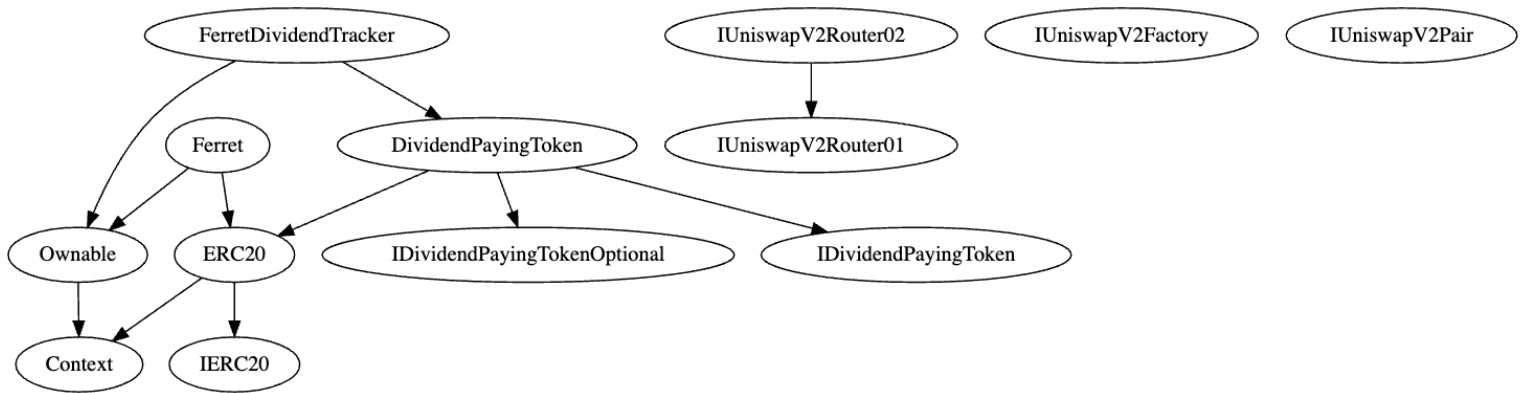 FerretDividendTracker
IUniswapV2Router02
IUniswapV2Factory
IUniswapV2Pair
Ferret
DividendPayingToken
IUniswapV2Router01
Ownable
ERC20
IDividendPayingTokenOptional
IDividendPayingToken
Context
IERC20